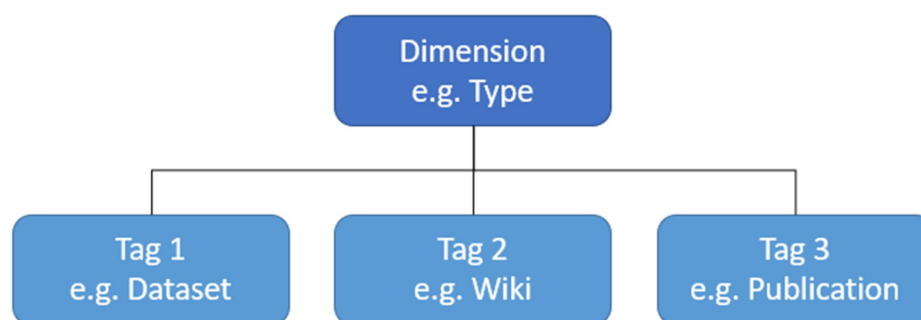 Dimension
e.g. Type
Tag 1
e.g. Dataset
Tag 2
e.g. Wiki
Tag 3
e.g. Publication